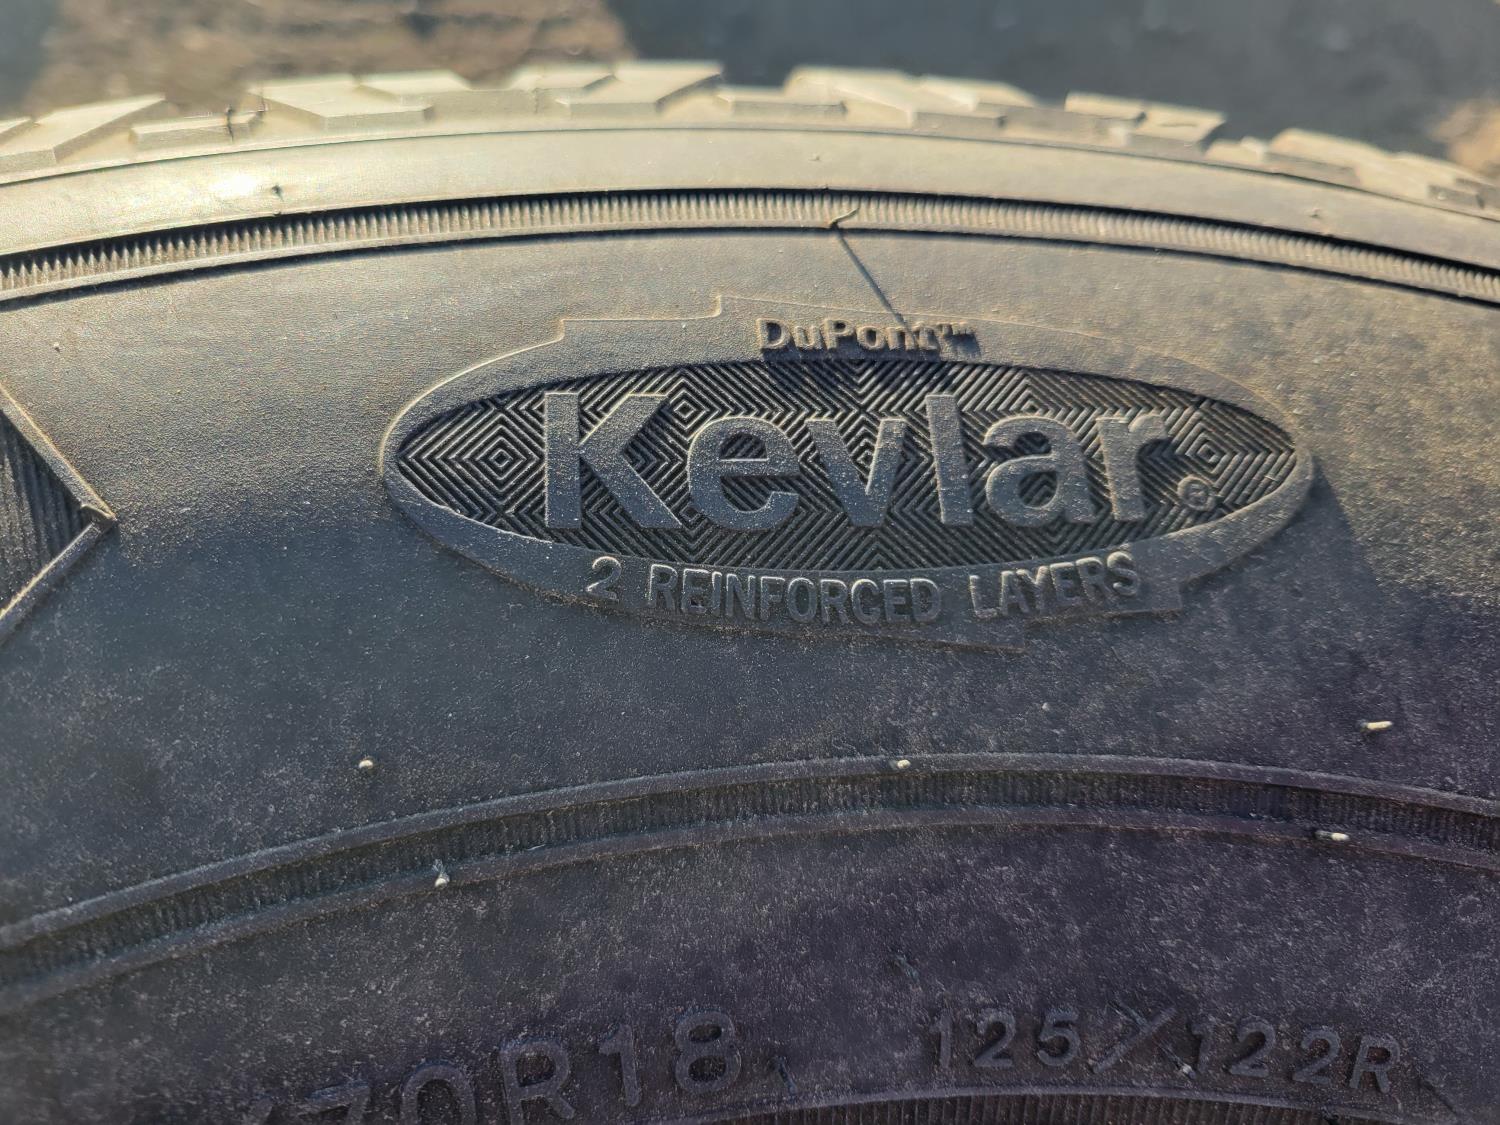 DuPont™
Kevlar®
2 REINFORCED LAYERS
/70R18 125/122R